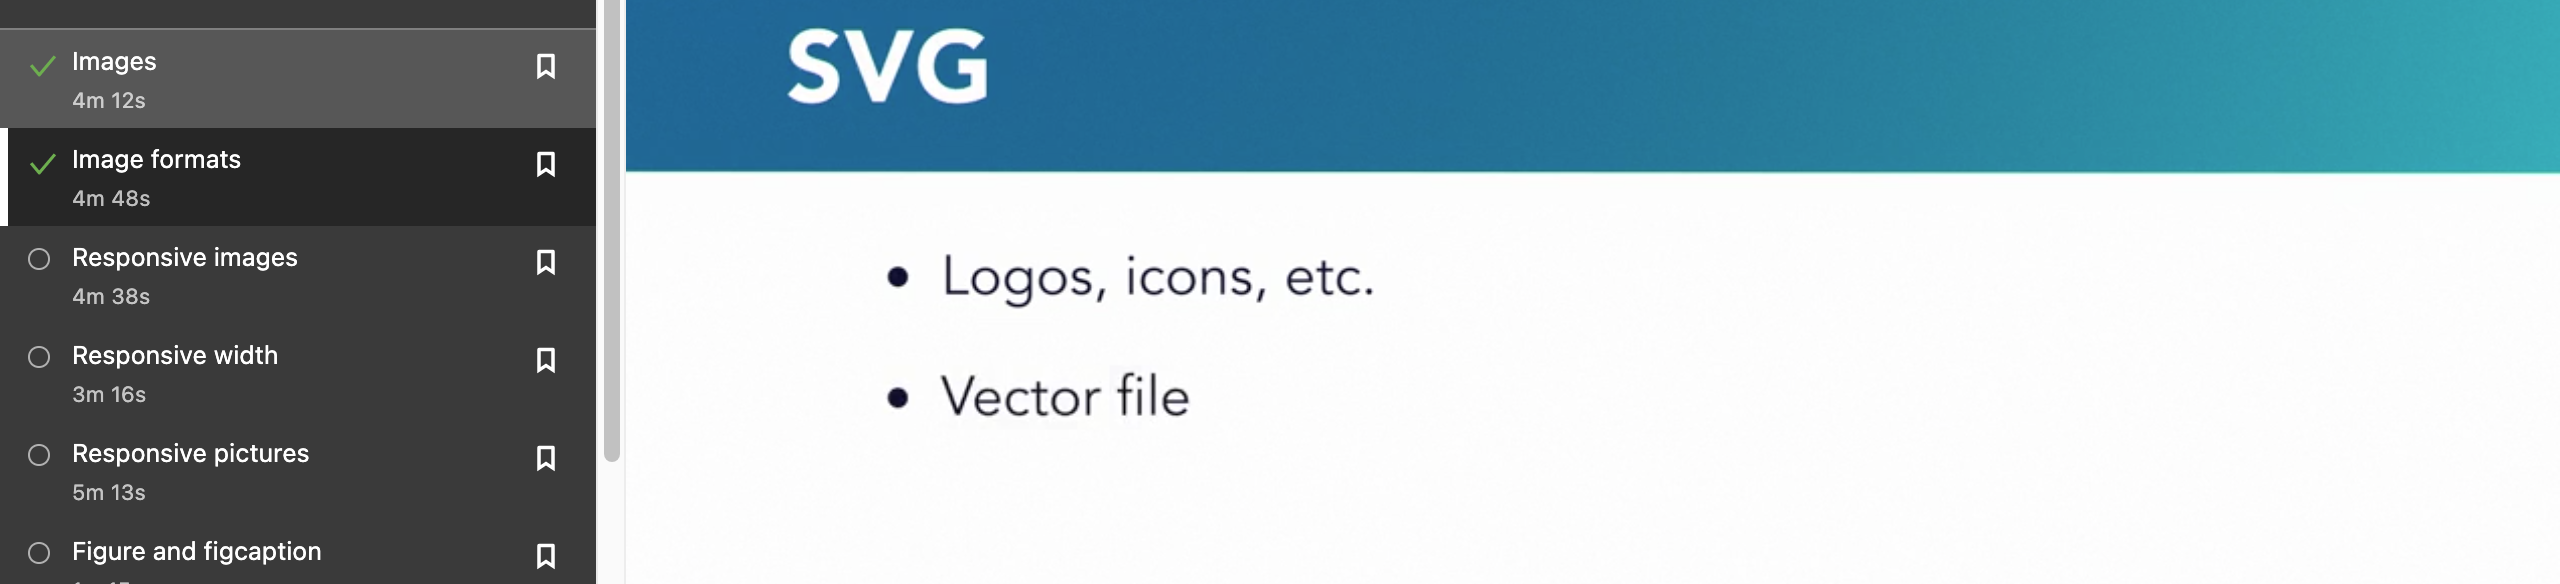 Images
4m 12s
Image formats
4m 48s
Responsive images
4m 38s
Responsive width
3m 16s
Responsive pictures
5m 13s
Figure and figcaption
SVG
• Logos, icons, etc.
• Vector file